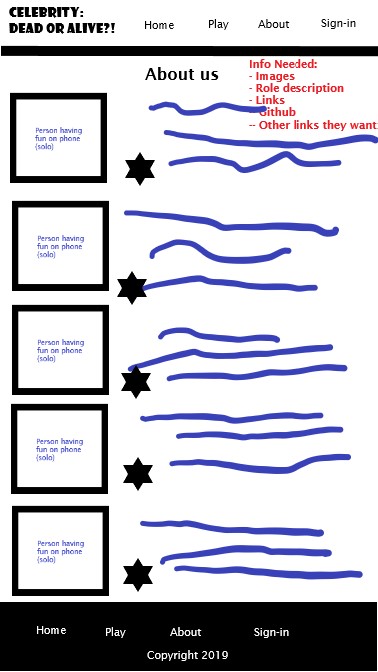 CELEBRITY:
DEAD OR ALIVE?!
Home Play About Sign-in
About us
Info Needed:
- Images
- Role description
- Links
-- Github
-- Other links they want
Person having
fun on phone
(solo)
Person having
fun on phone
(solo)
Person having
fun on phone
(solo)
Person having
fun on phone
(solo)
Person having
fun on phone
(solo)
Home Play About Sign-in
Copyright 2019